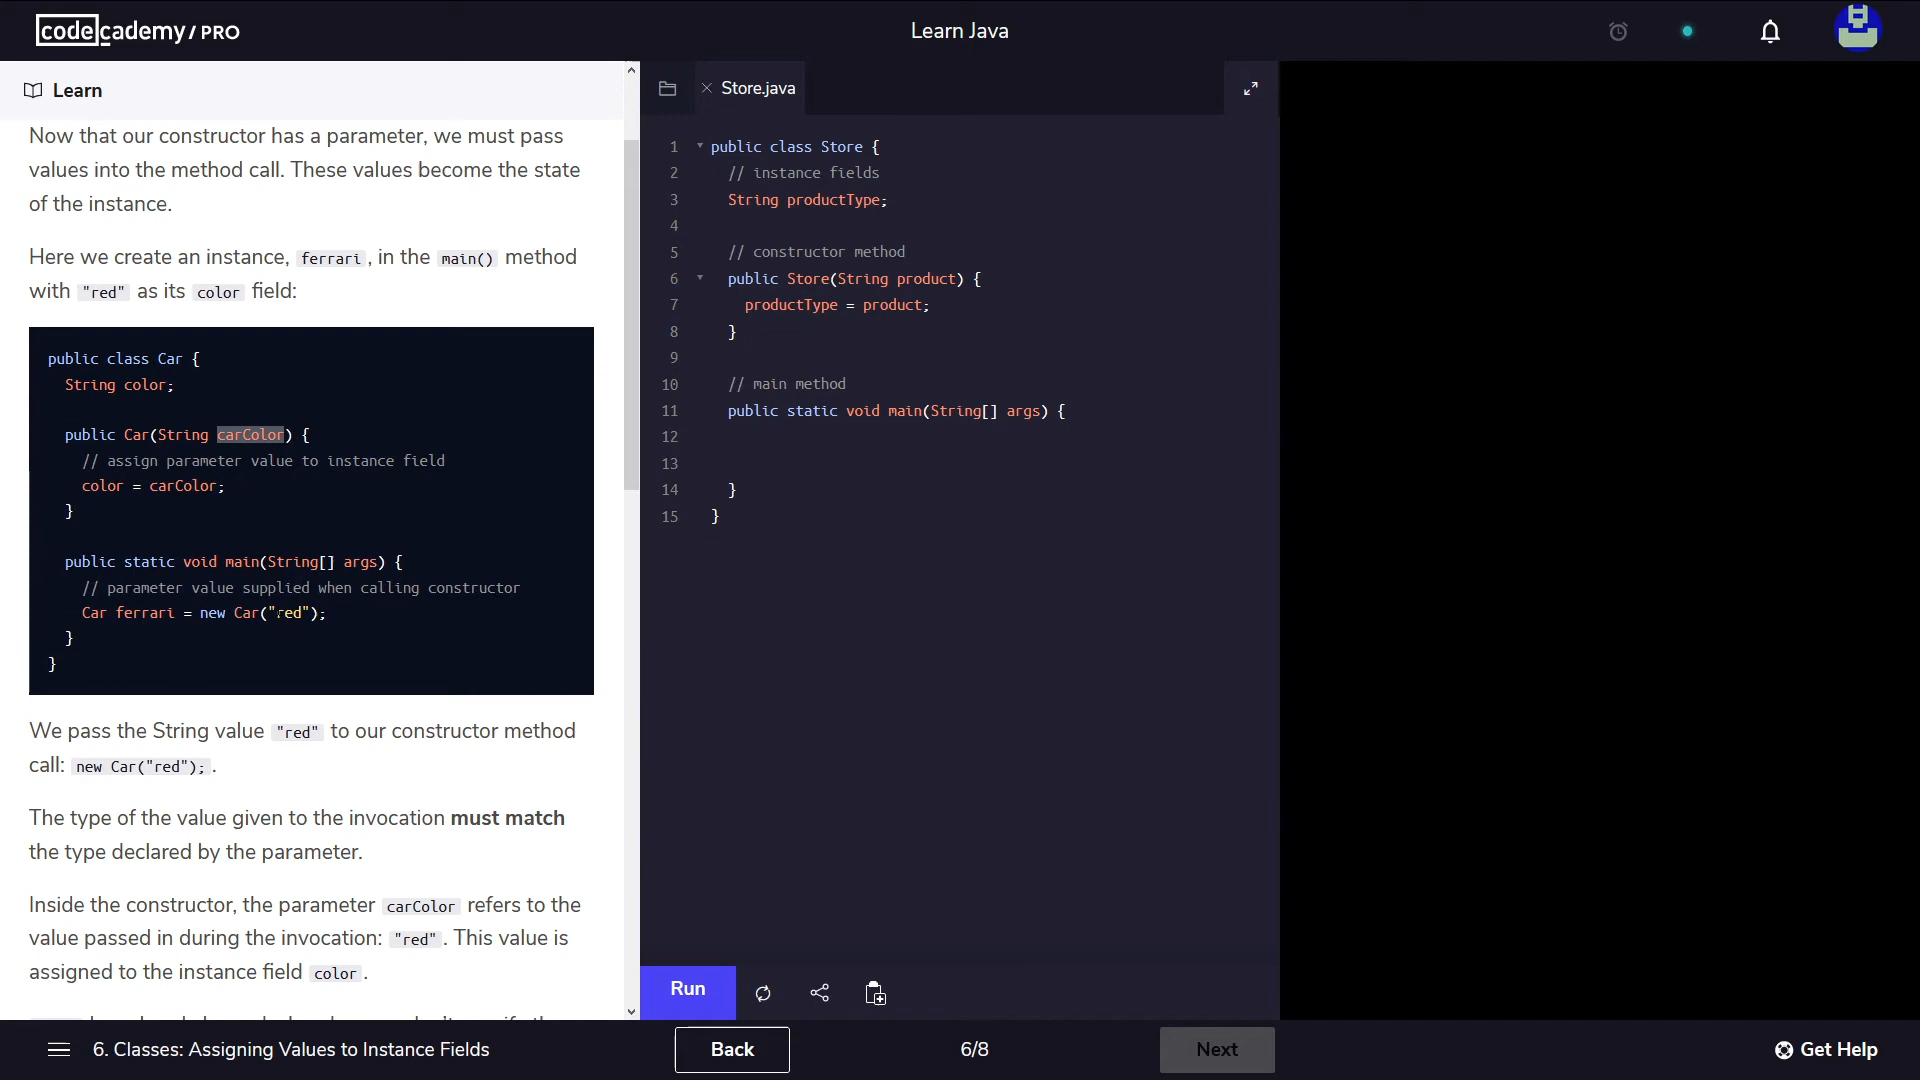 codecademy/PRO
Learn Java
Learn
Now that our constructor has a parameter, we must pass
values into the method call. These values become the state
of the instance.
Here we create an instance, ferrari, in the main() method
with "red" as its color field:
public class Car {
String color;
public Car(String carColor) {
// assign parameter value to instance field
color = carColor;
}
public static void main(String[] args) {
// parameter value supplied when calling constructor
Car ferrari = new Car("red");
}
}
We pass the String value "red" to our constructor method
call: new Car("red");.
The type of the value given to the invocation must match
the type declared by the parameter.
Inside the constructor, the parameter carColor refers to the
value passed in during the invocation: "red". This value is
assigned to the instance field color.
Store.java
1 public class Store {
2 // instance fields
3 String productType;
4
5 // constructor method
6 public Store(String product) {
7 productType = product;
8 }
9
10 // main method
11 public static void main(String[] args) {
12
13
14 }
15 }
Run
6. Classes: Assigning Values to Instance Fields
Back
6/8
Next
Get Help